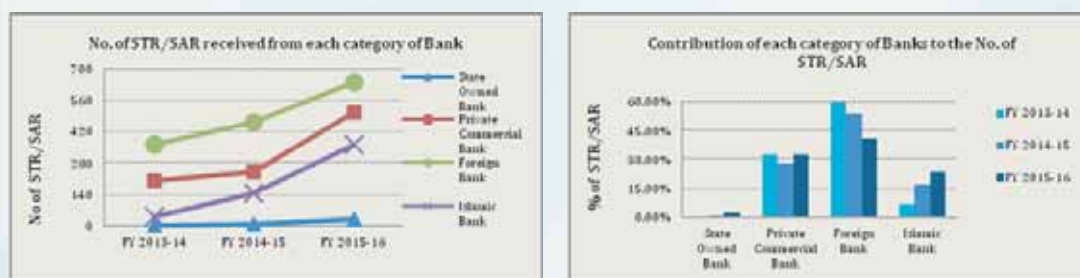 No. of STR/SAR received from each category of Bank
No of STR/SAR
700
560
420
280
140
0
FY 2013-14
FY 2014-15
FY 2015-16
State
Owned
Bank
Private
Commercial
Bank
Foreign
Bank
Islamic
Bank
Contribution of each category of Banks to the No. of
STR/SAR
% of STR/SAR
60.00%
45.00%
30.00%
15.00%
0.00%
State
Owned
Bank
Private
Commercial
Bank
Foreign
Bank
Islamic
Bank
FY 2013-14
FY 2014-15
FY 2015-16